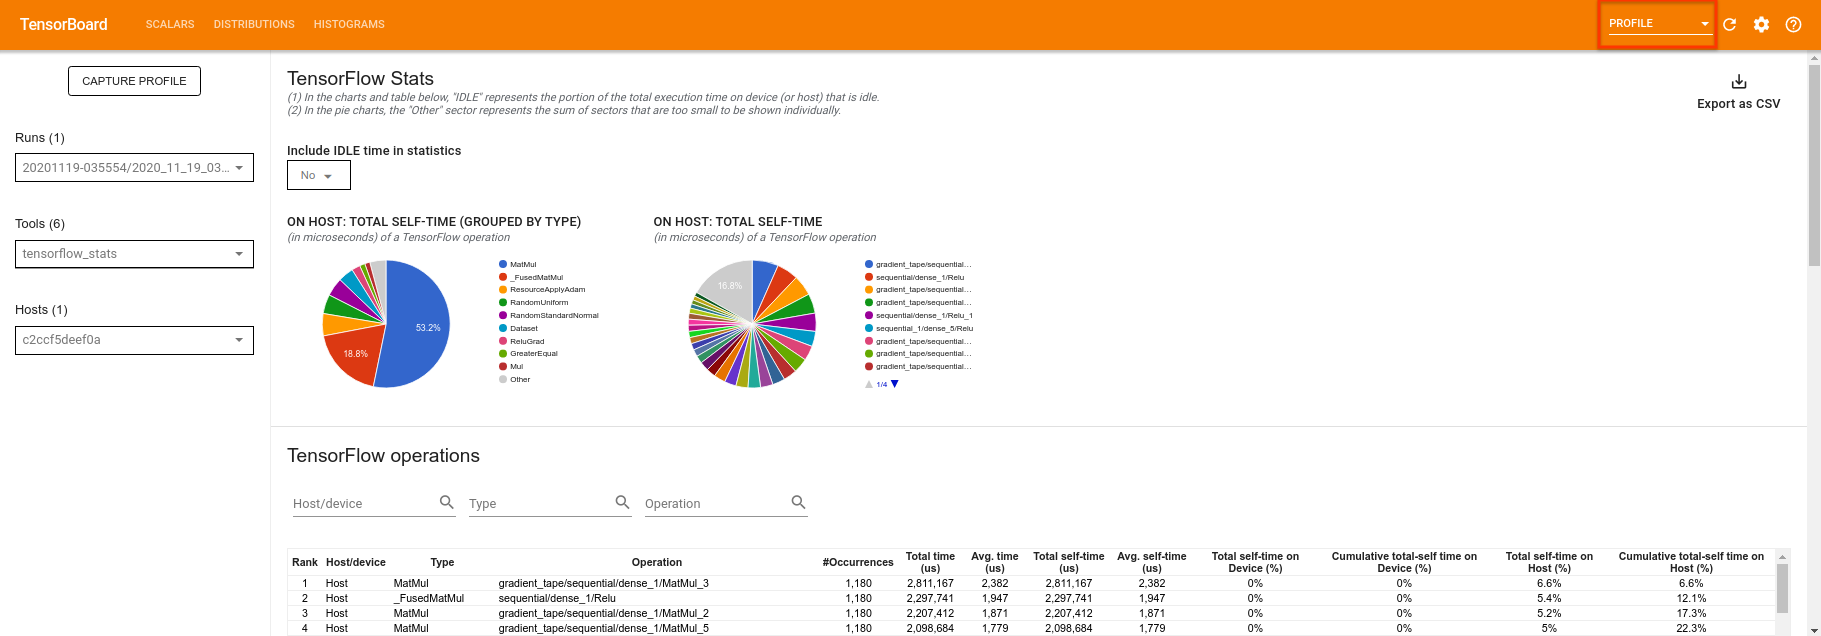 TensorBoard SCALARS DISTRIBUTIONS HISTOGRAMS PROFILE
CAPTURE PROFILE
Runs (1)
20201119-035554/2020_11_19_03...
Tools (6)
tensorflow_stats
Hosts (1)
c2ccf5deef0a
TensorFlow Stats
(1) In the charts and table below, "IDLE" represents the portion of the total execution time on device (or host) that is idle.
(2) In the pie charts, the "Other" sector represents the sum of sectors that are too small to be shown individually.
Export as CSV
Include IDLE time in statistics
No
ON HOST: TOTAL SELF-TIME (GROUPED BY TYPE)
(in microseconds) of a TensorFlow operation
53.2%
18.8%
MatMul
_FusedMatMul
ResourceApplyAdam
RandomUniform
RandomStandardNormal
Dataset
ReluGrad
GreaterEqual
Mul
Other
ON HOST: TOTAL SELF-TIME
(in microseconds) of a TensorFlow operation
16.8%
gradient_tape/sequential...
sequential/dense_1/Relu
gradient_tape/sequential...
gradient_tape/sequential...
sequential/dense_1/Relu_1
sequential_1/dense_5/Relu
gradient_tape/sequential...
gradient_tape/sequential...
gradient_tape/sequential...
1/4
TensorFlow operations
Host/device Type Operation
Rank Host/device Type Operation #Occurrences Total time (us) Avg. time (us) Total self-time (us) Avg. self-time (us) Total self-time on Device (%) Cumulative total-self time on Device (%) Total self-time on Host (%) Cumulative total-self time on Host (%)
1 Host MatMul gradient_tape/sequential/dense_1/MatMul_3 1,180 2,811,167 2,382 2,811,167 2,382 0% 0% 6.6% 6.6%
2 Host _FusedMatMul sequential/dense_1/Relu 1,180 2,297,741 1,947 2,297,741 1,947 0% 0% 5.4% 12.1%
3 Host MatMul gradient_tape/sequential/dense_1/MatMul_2 1,180 2,207,412 1,871 2,207,412 1,871 0% 0% 5.2% 17.3%
4 Host MatMul gradient_tape/sequential/dense_1/MatMul_5 1,180 2,098,684 1,779 2,098,684 1,779 0% 0% 5% 22.3%